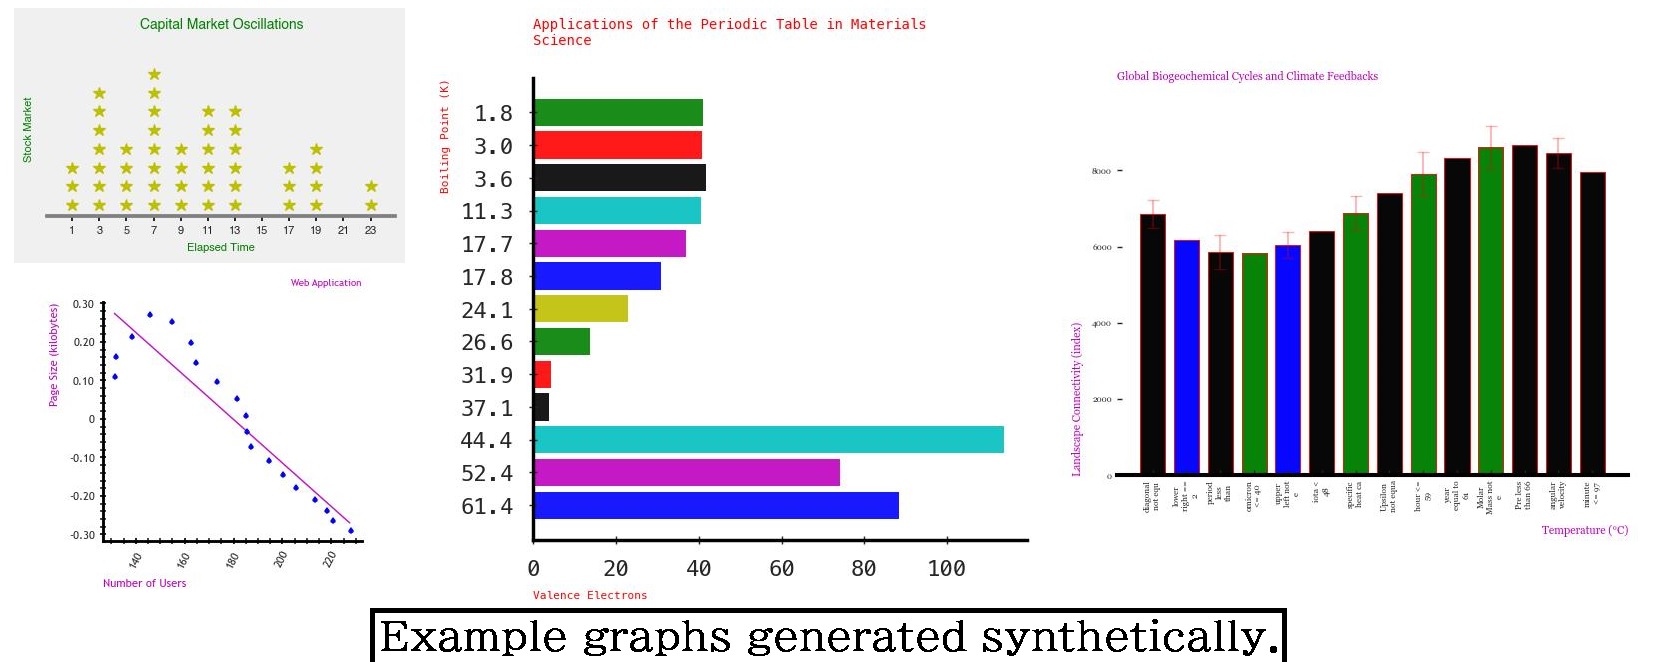 Capital Market Oscillations
Stock Market
1 3 5 7 9 11 13 15 17 19 21 23
Elapsed Time
Web Application
Page Size (kilobytes)
0.30
0.20
0.10
0
-0.10
-0.20
-0.30
140 160 180 200 220
Number of Users
Applications of the Periodic Table in Materials
Science
Boiling Point (K)
1.8
3.0
3.6
11.3
17.7
17.8
24.1
26.6
31.9
37.1
44.4
52.4
61.4
0 20 40 60 80 100
Valence Electrons
Global Biogeochemical Cycles and Climate Feedbacks
Landscape Connectivity (index)
8000
6000
4000
2000
0
diagonal
not equ
lower
right ==
2
period
less
than
omicron
<= 40
upper
left not
e
iota <
48
specific
heat ca
Upsilon
not equa
hour <=
59
year
equal to
61
Molar
Mass not
e
Pre less
than 66
angular
velocity
minute
<= 97
Temperature (°C)
Example graphs generated synthetically.